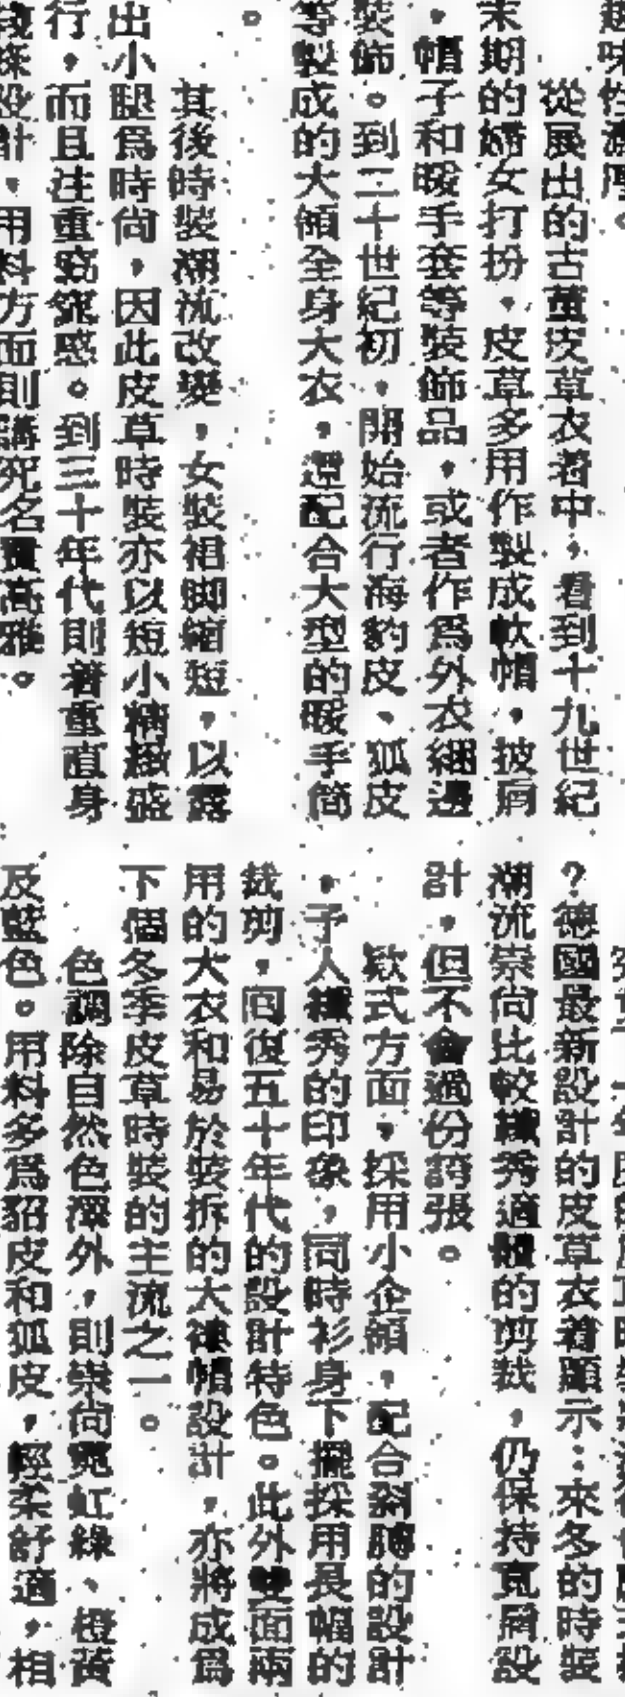 趣味性濃厚。
從展出的古董皮草衣着中，看到十九世紀
末期的婦女打扮，皮草多用作製成軟帽，披肩
，帽子和暖手套等裝飾品，或者作爲外衣綑邊
裝飾。到二十世紀初，開始流行海豹皮、狐皮
等製成的大領全身大衣，還配合大型的暖手筒
。
其後時裝潮流改變，女裝裙脚縮短，以露
出小腿爲時尚，因此皮草時裝亦以短小精緻盛
行，而且注重窈窕感。到三十年代則着重直身
設計，用料方面則講究名貴高雅。
？德國最新設計的皮草衣着顯示：來冬的時裝
潮流崇尚比較纖秀適體的剪裁，仍保持寬肩設
計，但不會過份誇張。
欵式方面，採用小企領，配合窄膊的設計
，予人纖秀的印象，同時衫身下擺採用長幅的
裁剪，回復五十年代的設計特色。此外雙面兩
用的大衣和易於裝拆的大褸帽設計，亦將成爲
下個冬季皮草時裝的主流之一。
色調除自然色澤外，則崇尚霓虹綠、橙黃
及藍色。用料多爲貂皮和狐皮，輕柔舒適，相